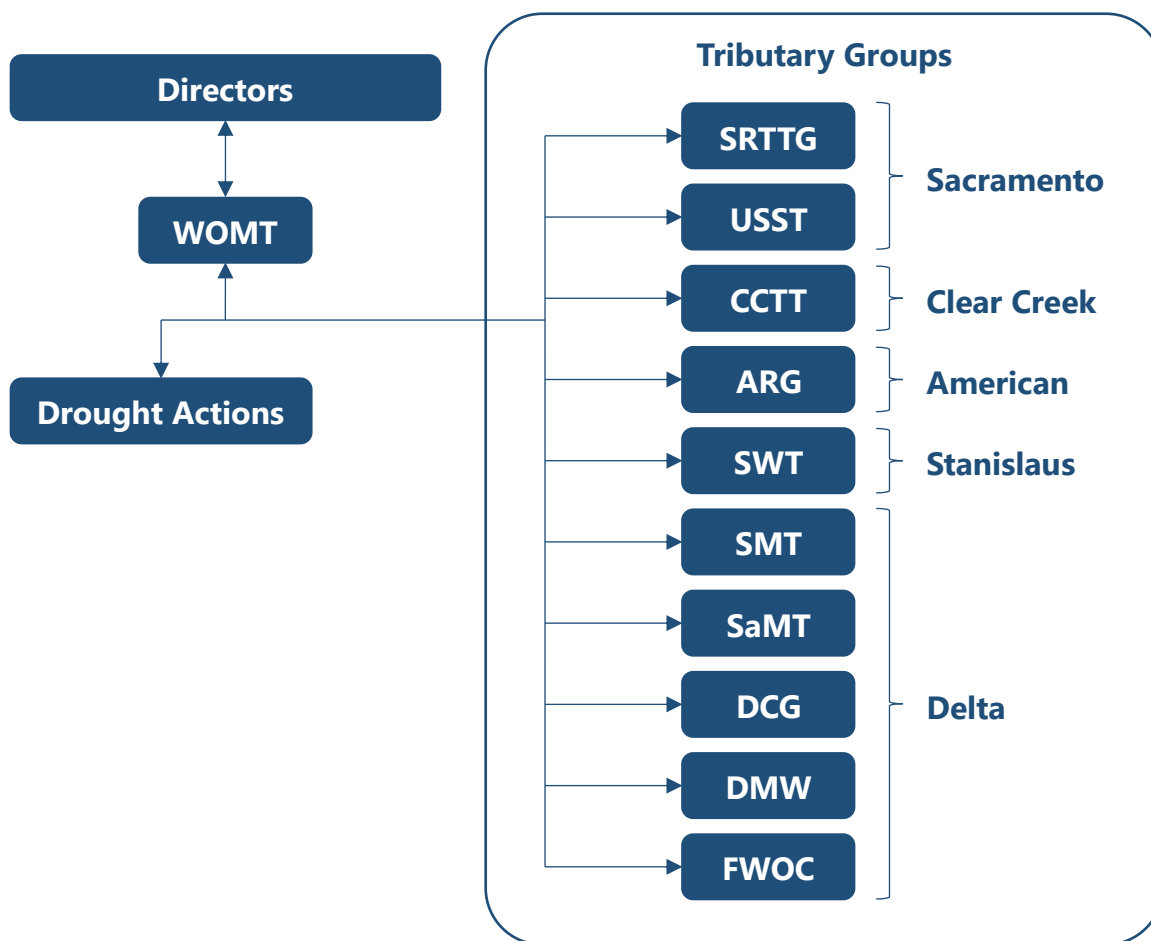 Tributary Groups
Directors
WOMT
Drought Actions
SRTTG
USST
Sacramento
CCTT
Clear Creek
ARG
American
SWT
Stanislaus
SMT
SaMT
DCG
Delta
DMW
FWOC